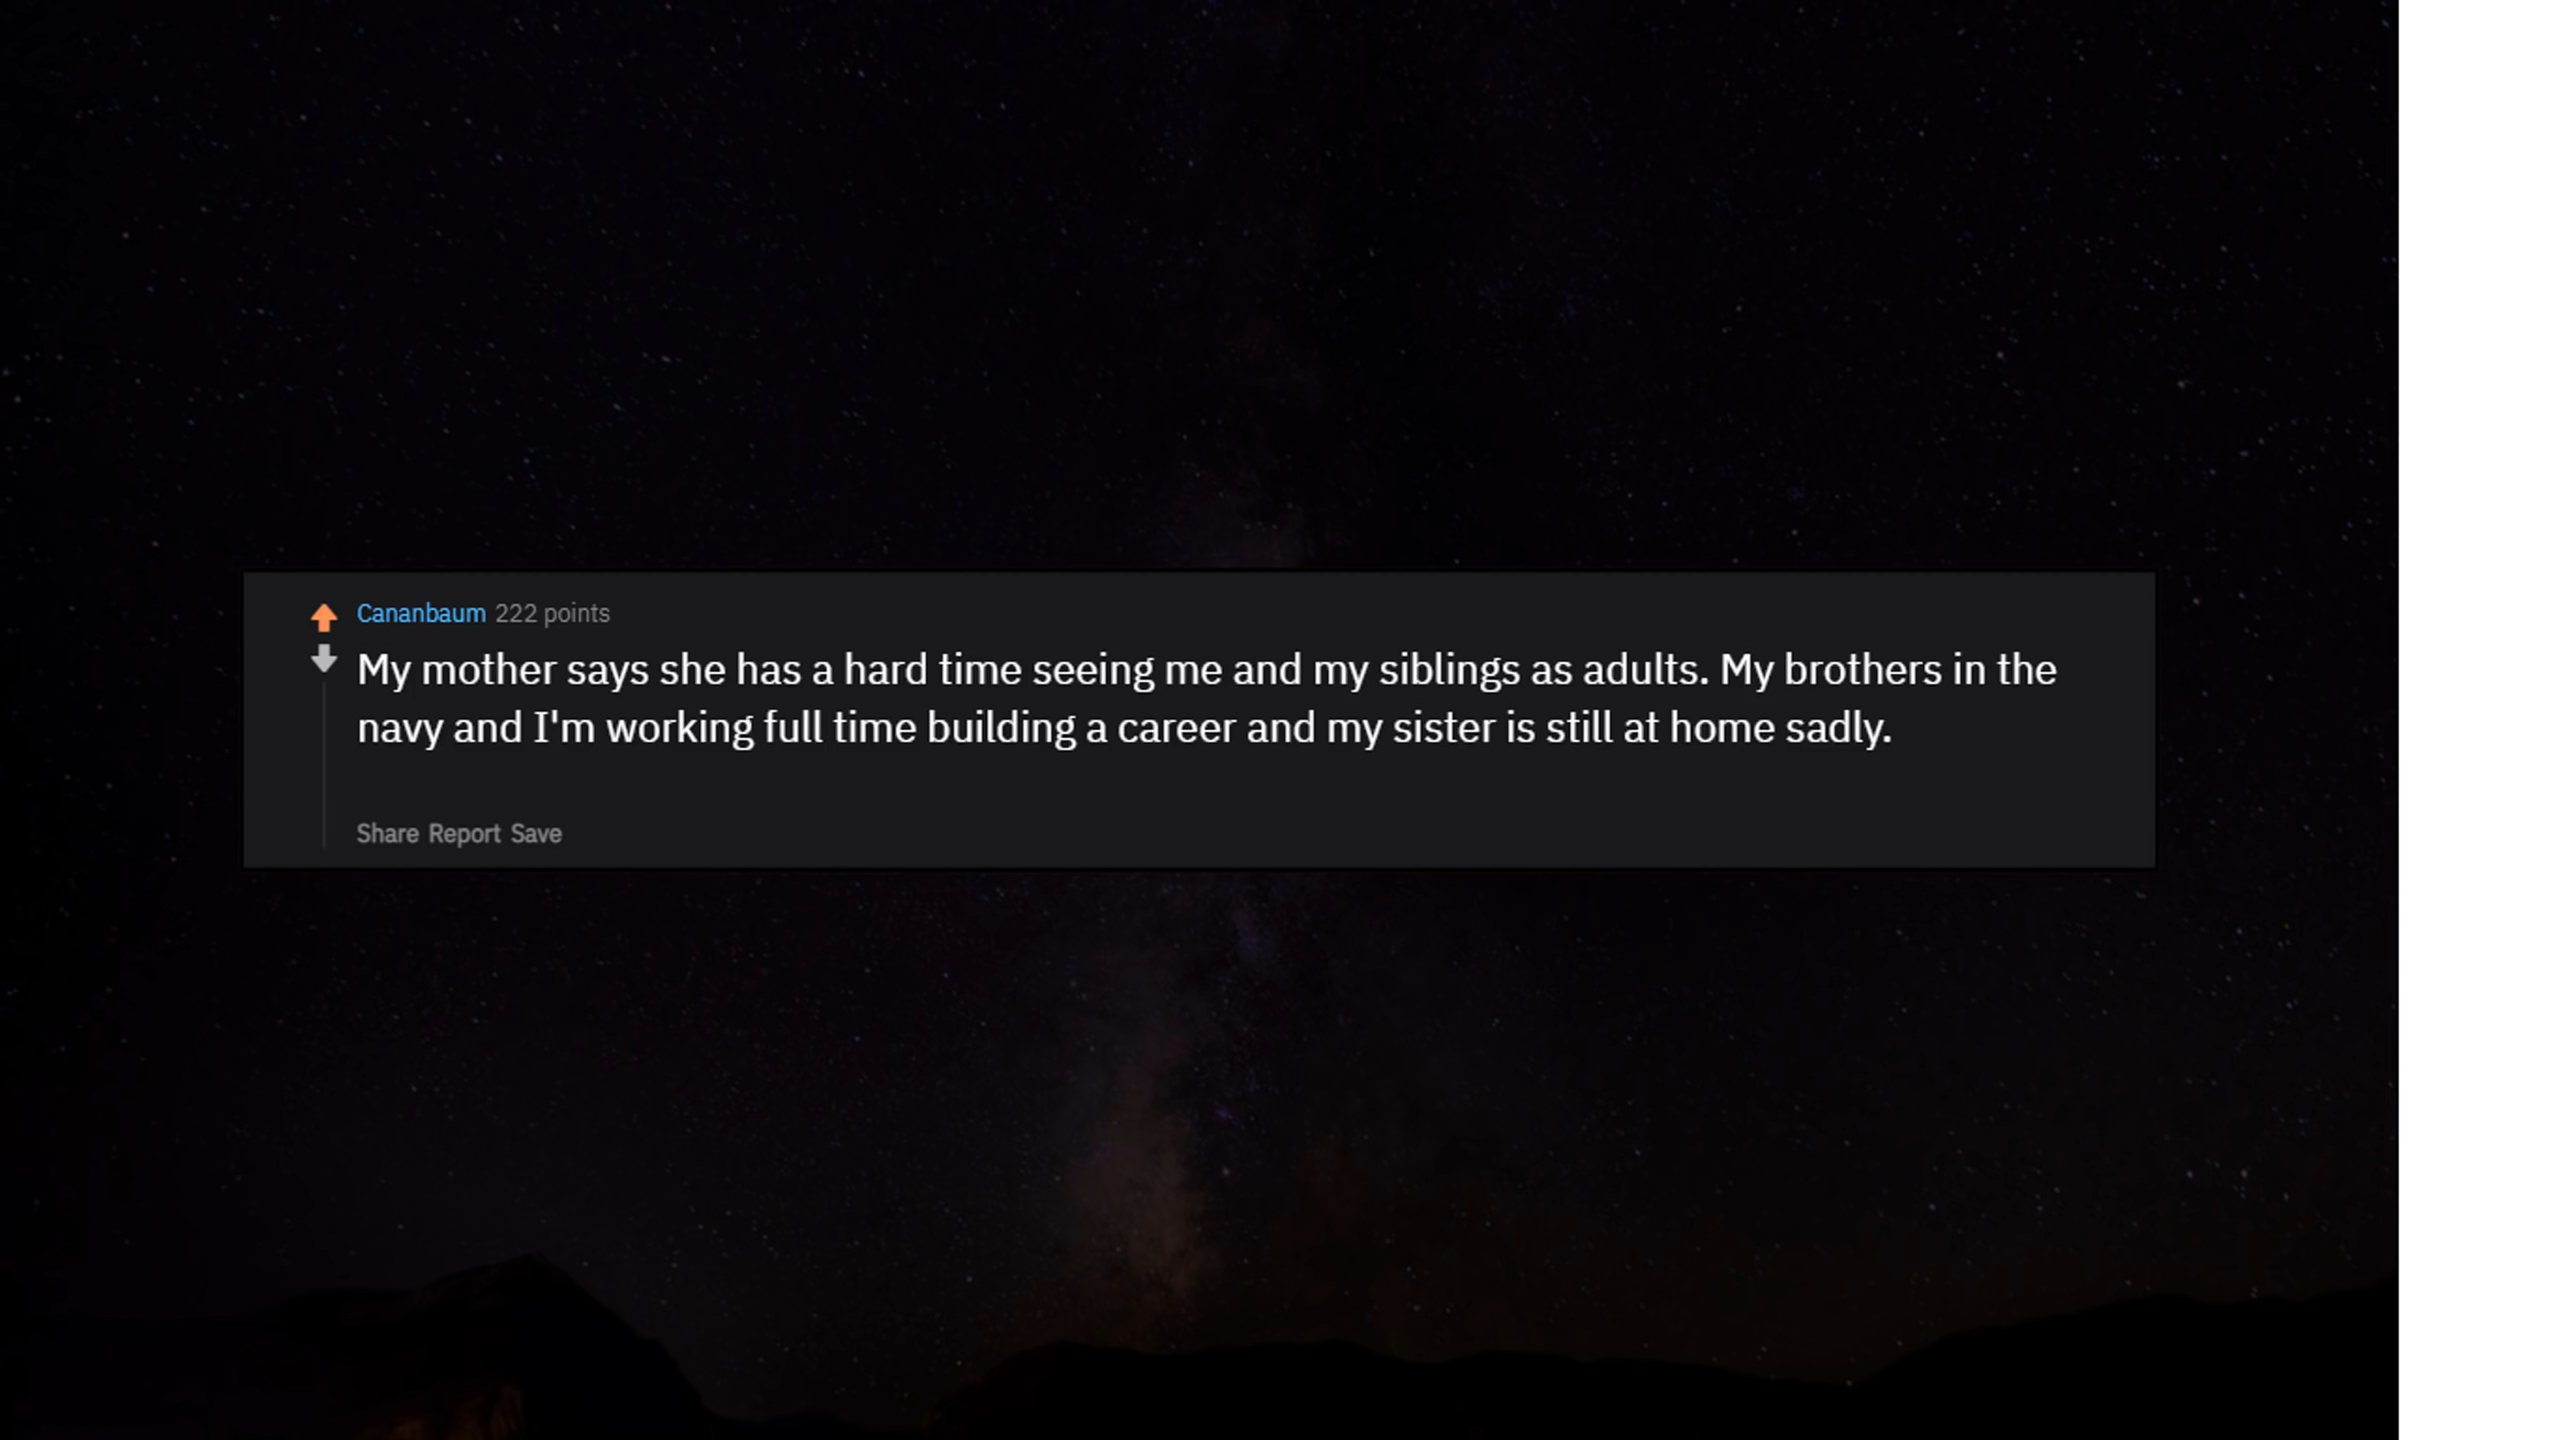 Cananbaum 222 points
My mother says she has a hard time seeing me and my siblings as adults. My brothers in the
navy and I'm working full time building a career and my sister is still at home sadly.
Share Report Save